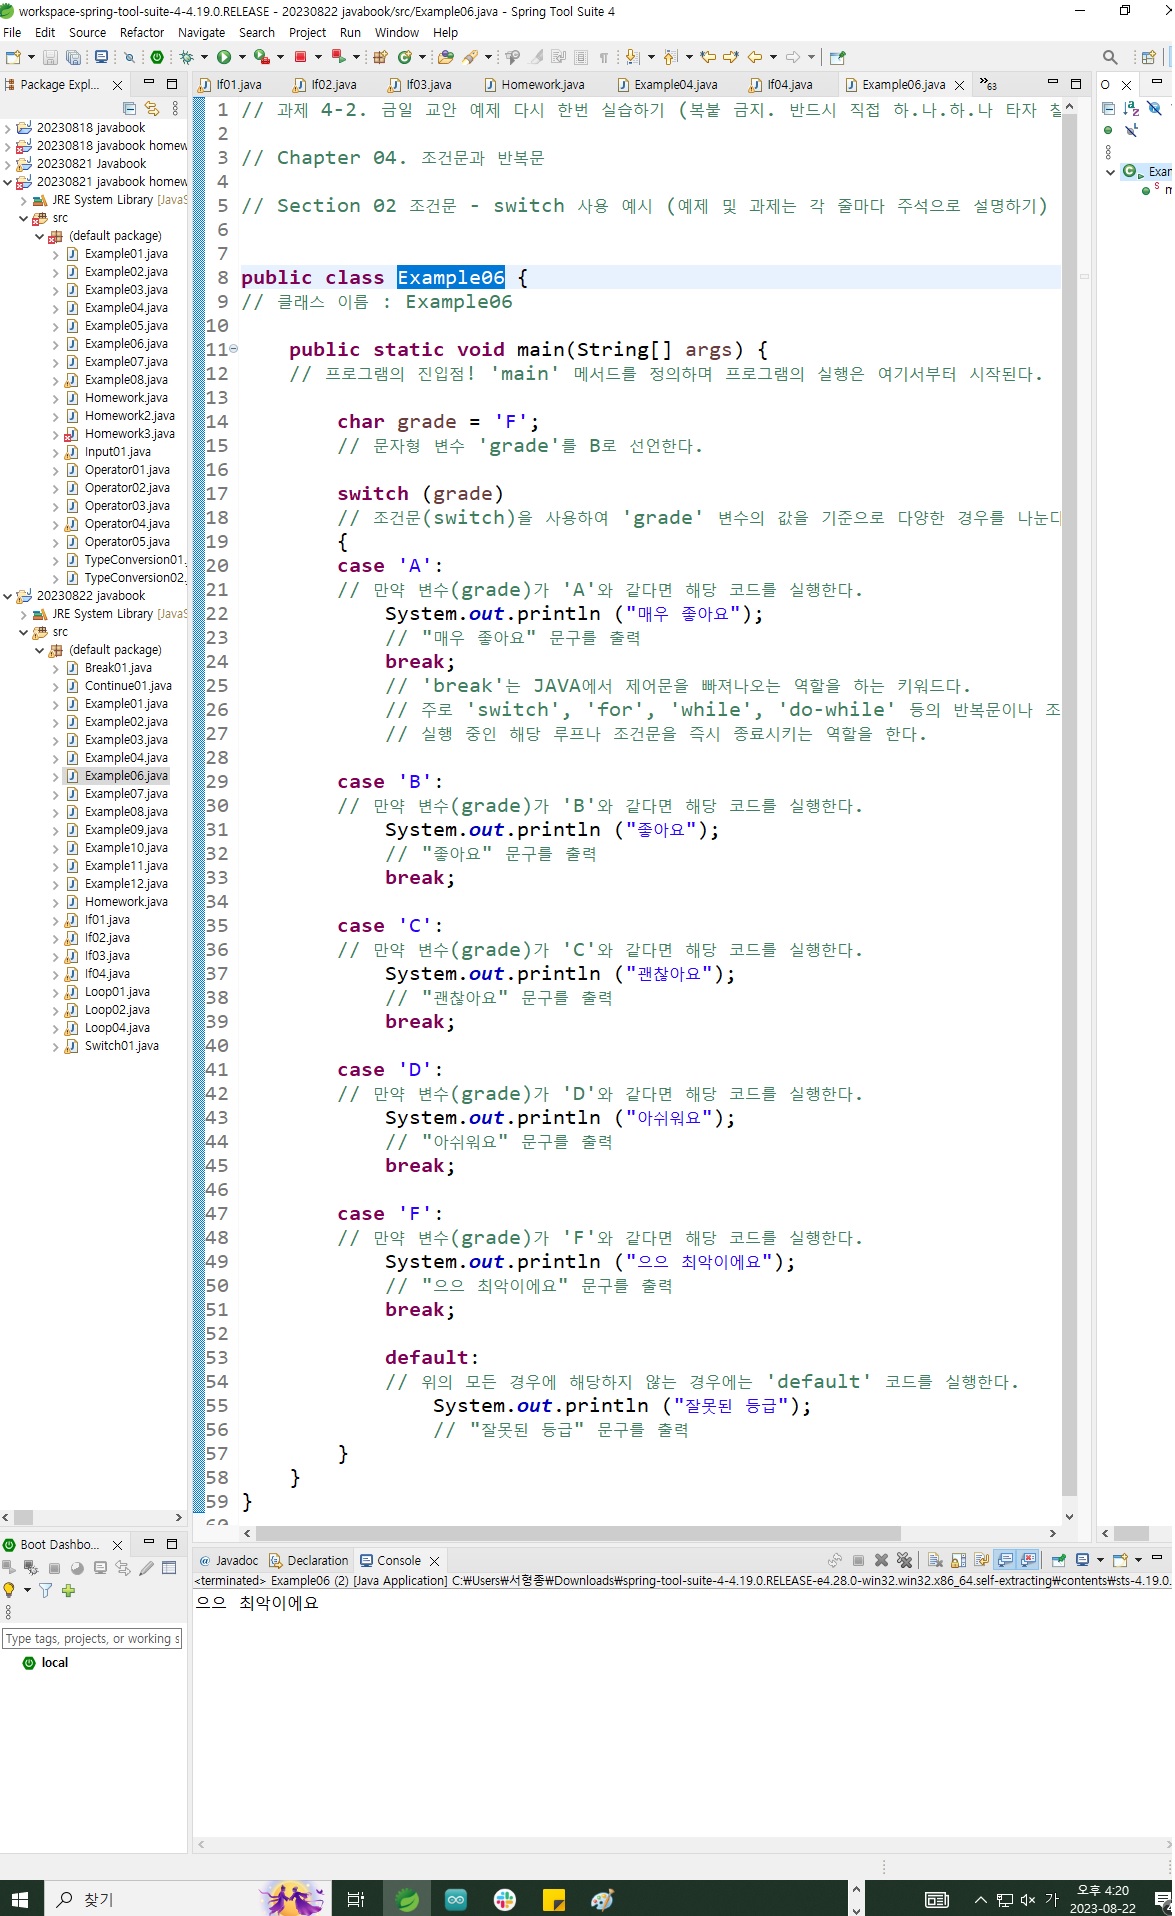 workspace-spring-tool-suite-4-4.19.0.RELEASE - 20230822 javabook/src/Example06.java - Spring Tool Suite 4
File Edit Source Refactor Navigate Search Project Run Window Help
Package Expl...
If01.java If02.java If03.java Homework.java Example04.java If04.java Example06.java »63
20230818 javabook
20230818 javabook homew
20230821 Javabook
20230821 javabook homew
JRE System Library [JavaS
src
(default package)
Example01.java
Example02.java
Example03.java
Example04.java
Example05.java
Example06.java
Example07.java
Example08.java
Homework.java
Homework2.java
Homework3.java
Input01.java
Operator01.java
Operator02.java
Operator03.java
Operator04.java
Operator05.java
TypeConversion01.
TypeConversion02.
20230822 javabook
JRE System Library [JavaS
src
(default package)
Break01.java
Continue01.java
Example01.java
Example02.java
Example03.java
Example04.java
Example06.java
Example07.java
Example08.java
Example09.java
Example10.java
Example11.java
Example12.java
Homework.java
If01.java
If02.java
If03.java
If04.java
Loop01.java
Loop02.java
Loop04.java
Switch01.java
1 // 과제 4-2. 금일 교안 예제 다시 한번 실습하기 (복붙 금지. 반드시 직접 하.나.하.나 타자 칠
2
3 // Chapter 04. 조건문과 반복문
4
5 // Section 02 조건문 - switch 사용 예시 (예제 및 과제는 각 줄마다 주석으로 설명하기)
6
7
8 public class Example06 {
9 // 클래스 이름 : Example06
10
11 public static void main(String[] args) {
12 // 프로그램의 진입점! 'main' 메서드를 정의하며 프로그램의 실행은 여기서부터 시작된다.
13
14 char grade = 'F';
15 // 문자형 변수 'grade'를 B로 선언한다.
16
17 switch (grade)
18 // 조건문(switch)을 사용하여 'grade' 변수의 값을 기준으로 다양한 경우를 나눈다
19 {
20 case 'A':
21 // 만약 변수(grade)가 'A'와 같다면 해당 코드를 실행한다.
22 System.out.println ("매우 좋아요");
23 // "매우 좋아요" 문구를 출력
24 break;
25 // 'break'는 JAVA에서 제어문을 빠져나오는 역할을 하는 키워드다.
26 // 주로 'switch', 'for', 'while', 'do-while' 등의 반복문이나 조
27 // 실행 중인 해당 루프나 조건문을 즉시 종료시키는 역할을 한다.
28
29 case 'B':
30 // 만약 변수(grade)가 'B'와 같다면 해당 코드를 실행한다.
31 System.out.println ("좋아요");
32 // "좋아요" 문구를 출력
33 break;
34
35 case 'C':
36 // 만약 변수(grade)가 'C'와 같다면 해당 코드를 실행한다.
37 System.out.println ("괜찮아요");
38 // "괜찮아요" 문구를 출력
39 break;
40
41 case 'D':
42 // 만약 변수(grade)가 'D'와 같다면 해당 코드를 실행한다.
43 System.out.println ("아쉬워요");
44 // "아쉬워요" 문구를 출력
45 break;
46
47 case 'F':
48 // 만약 변수(grade)가 'F'와 같다면 해당 코드를 실행한다.
49 System.out.println ("으으 최악이에요");
50 // "으으 최악이에요" 문구를 출력
51 break;
52
53 default:
54 // 위의 모든 경우에 해당하지 않는 경우에는 'default' 코드를 실행한다.
55 System.out.println ("잘못된 등급");
56 // "잘못된 등급" 문구를 출력
57 }
58 }
59 }
Exar
Boot Dashbo...
Type tags, projects, or working s
local
@ Javadoc Declaration Console
<terminated> Example06 (2) [Java Application] C:₩Users₩서형종₩Downloads₩spring-tool-suite-4-4.19.0.RELEASE-e4.28.0-win32.win32.x86_64.self-extracting₩contents₩sts-4.19.0.
으으 최악이에요
찾기
가
오후 4:20
2023-08-22